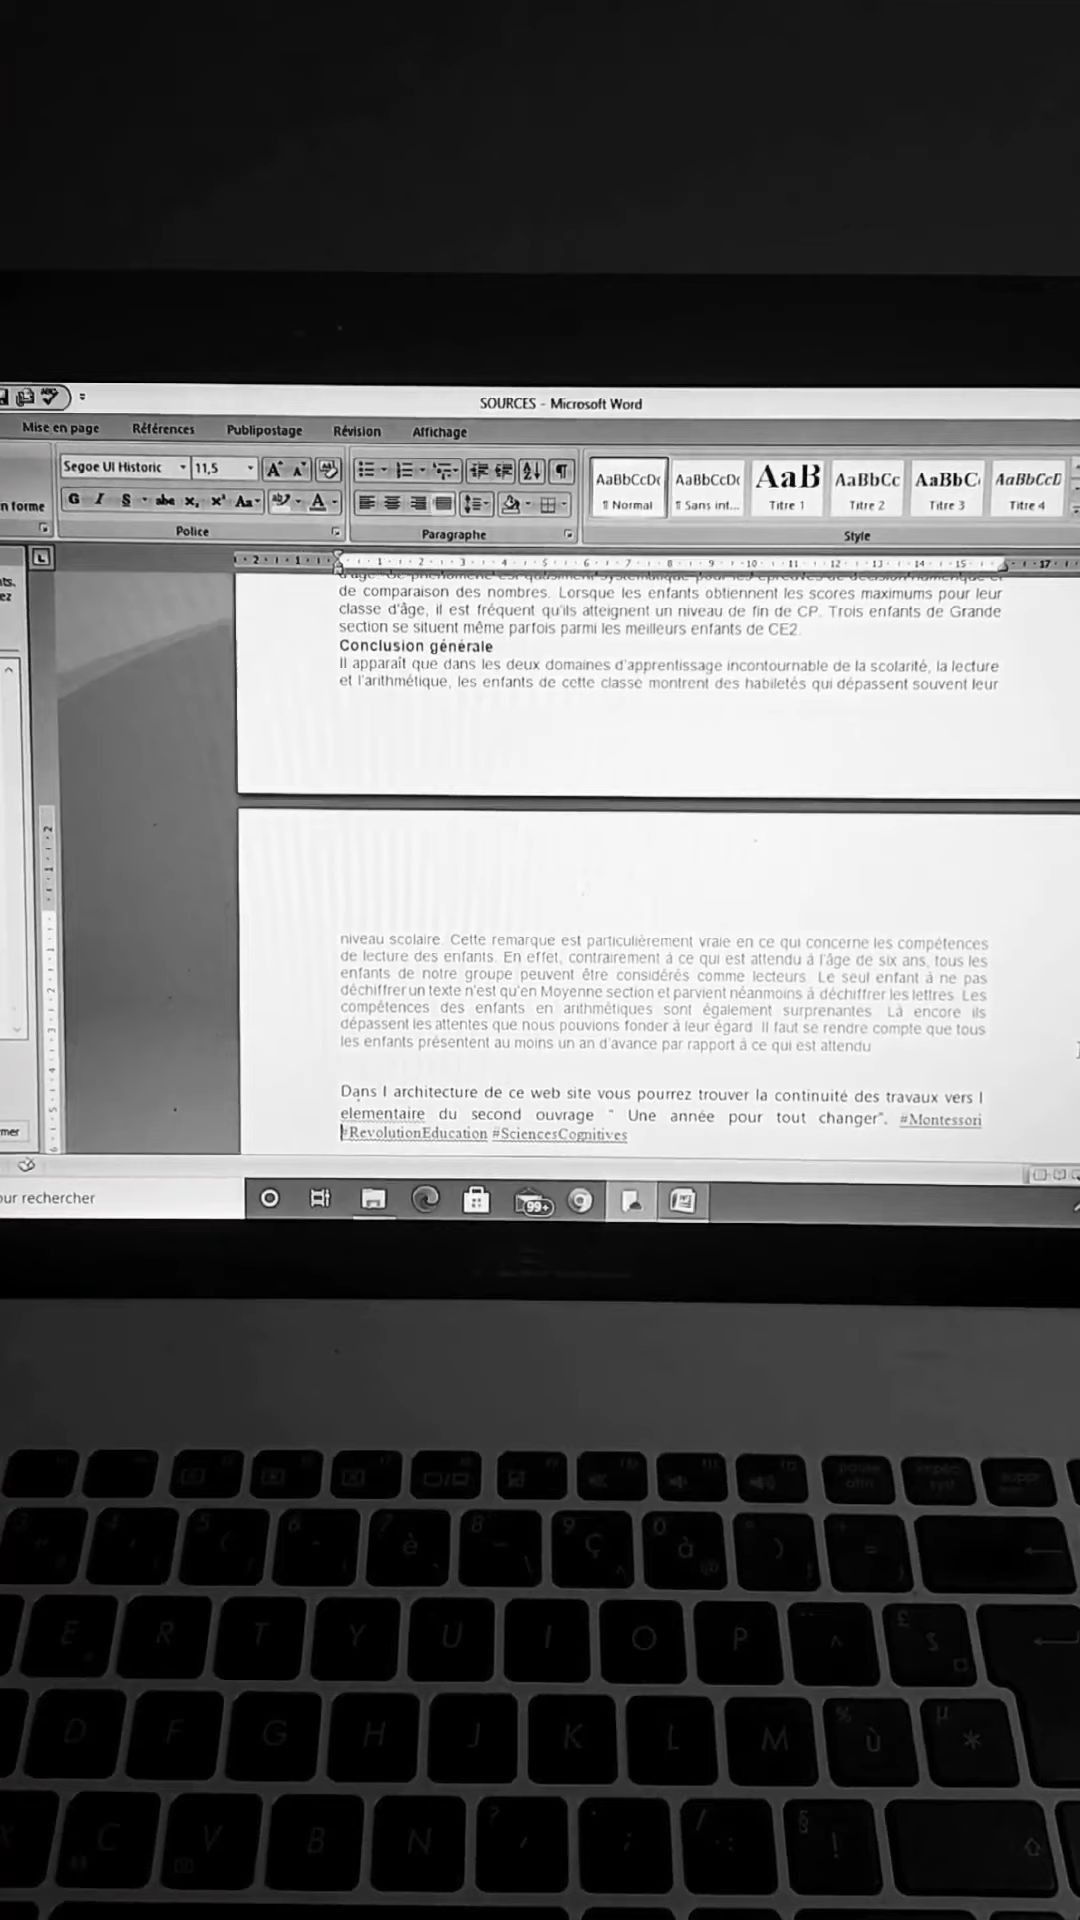 SOURCES - Microsoft Word
Mise en page Références Publipostage Révision Affichage
Segoe UI Historic 11,5
AaBbCcDc AaBbCcDc AaB AaBbCc AaBbC AaBbCcD
G I S abc x, x² Aa A
n forme
¶ Normal ¶ Sans int... Titre 1 Titre 2 Titre 3 Titre 4
Police Paragraphe Style
de comparaison des nombres. Lorsque les enfants obtiennent les scores maximums pour leur
classe d'âge, il est fréquent qu'ils atteignent un niveau de fin de CP. Trois enfants de Grande
section se situent même parfois parmi les meilleurs enfants de CE2.
Conclusion générale
Il apparaît que dans les deux domaines d'apprentissage incontournable de la scolarité, la lecture
et l'arithmétique, les enfants de cette classe montrent des habiletés qui dépassent souvent leur
niveau scolaire. Cette remarque est particulièrement vraie en ce qui concerne les compétences
de lecture des enfants. En effet, contrairement à ce qui est attendu à l'âge de six ans, tous les
enfants de notre groupe peuvent être considérés comme lecteurs. Le seul enfant à ne pas
déchiffrer un texte n'est qu'en Moyenne section et parvient néanmoins à déchiffrer les lettres. Les
compétences des enfants en arithmétiques sont également surprenantes. Là encore ils
dépassent les attentes que nous pouvions fonder à leur égard. Il faut se rendre compte que tous
les enfants présentent au moins un an d'avance par rapport à ce qui est attendu
Dans l architecture de ce web site vous pourrez trouver la continuité des travaux vers l
elementaire du second ouvrage " Une année pour tout changer". #Montessori
#RevolutionEducation #SciencesCognitives
mer
our rechercher
99+
è ç à ) =
E R T Y U I O P ^ £ $
D F G H J K L M % ù µ *
C V B N ? , . ; / : § !